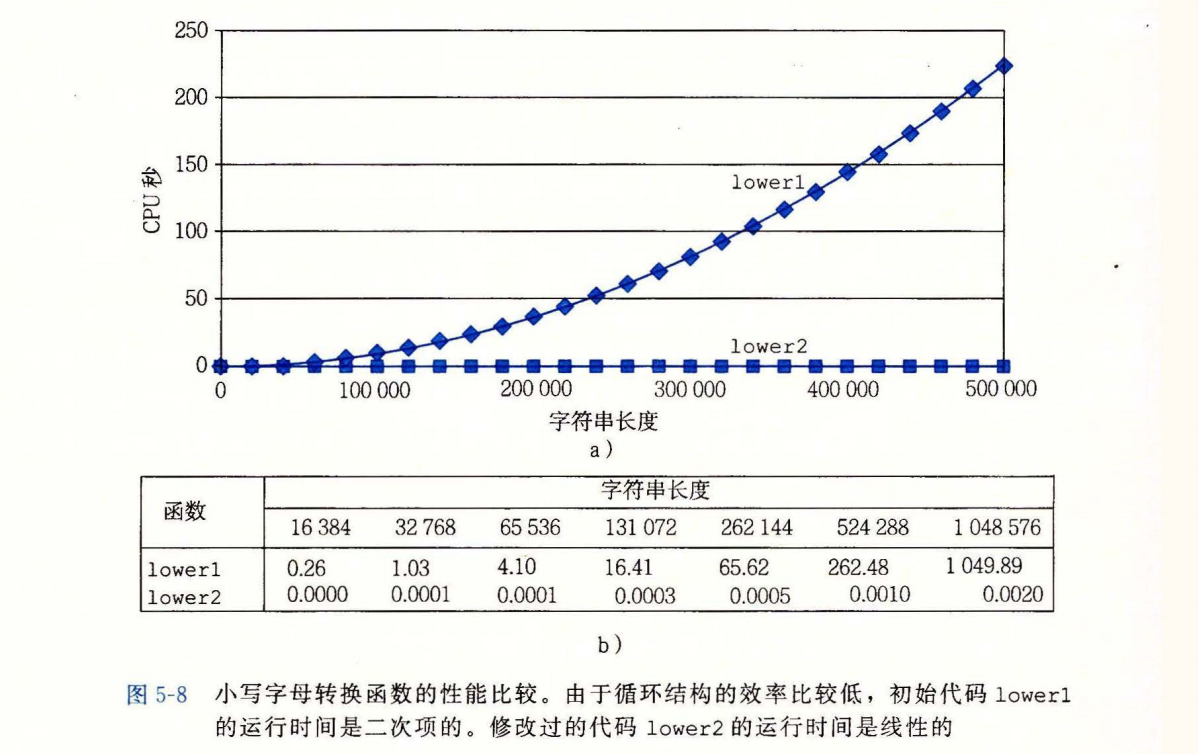 250
200
150
100
50
0
CPU 秒
lower1
lower2
0 100 000 200 000 300 000 400 000 500 000
字符串长度
a)
函数 字符串长度
16 384 32 768 65 536 131 072 262 144 524 288 1 048 576
lower1 0.26 1.03 4.10 16.41 65.62 262.48 1 049.89
lower2 0.0000 0.0001 0.0001 0.0003 0.0005 0.0010 0.0020
b)
图 5-8 小写字母转换函数的性能比较。由于循环结构的效率比较低，初始代码 lower1
的运行时间是二次项的。修改过的代码 lower2 的运行时间是线性的